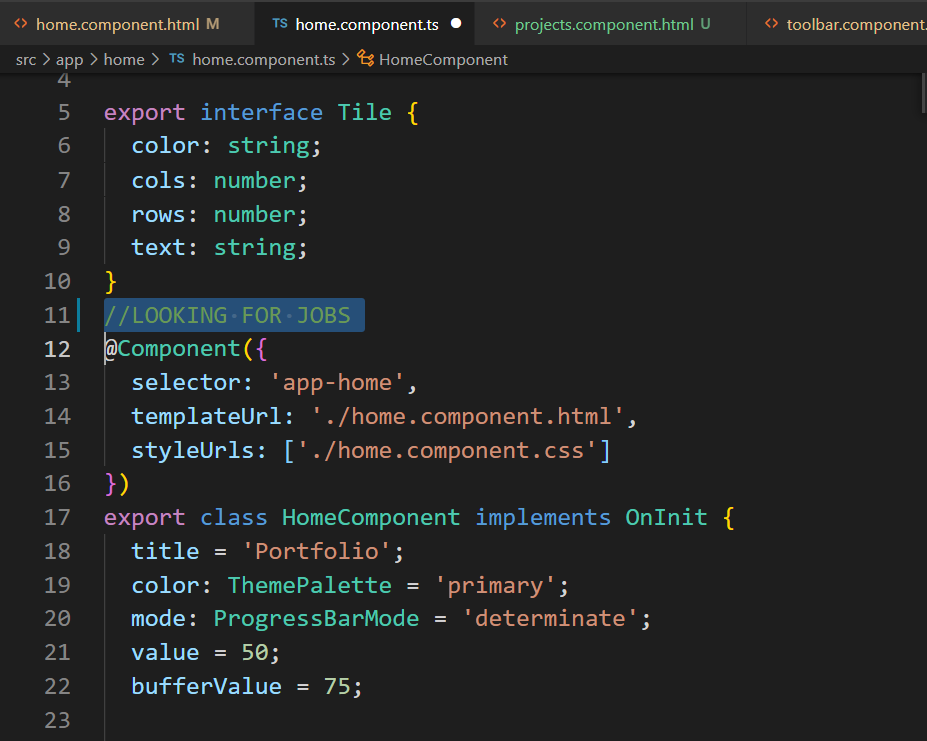 home.component.html M
TS home.component.ts
projects.component.html U
toolbar.component.
src > app > home > TS home.component.ts > HomeComponent
4
5 export interface Tile {
6 color: string;
7 cols: number;
8 rows: number;
9 text: string;
10 }
11 //LOOKING·FOR·JOBS
12 @Component({
13 selector: 'app-home',
14 templateUrl: './home.component.html',
15 styleUrls: ['./home.component.css']
16 })
17 export class HomeComponent implements OnInit {
18 title = 'Portfolio';
19 color: ThemePalette = 'primary';
20 mode: ProgressBarMode = 'determinate';
21 value = 50;
22 bufferValue = 75;
23